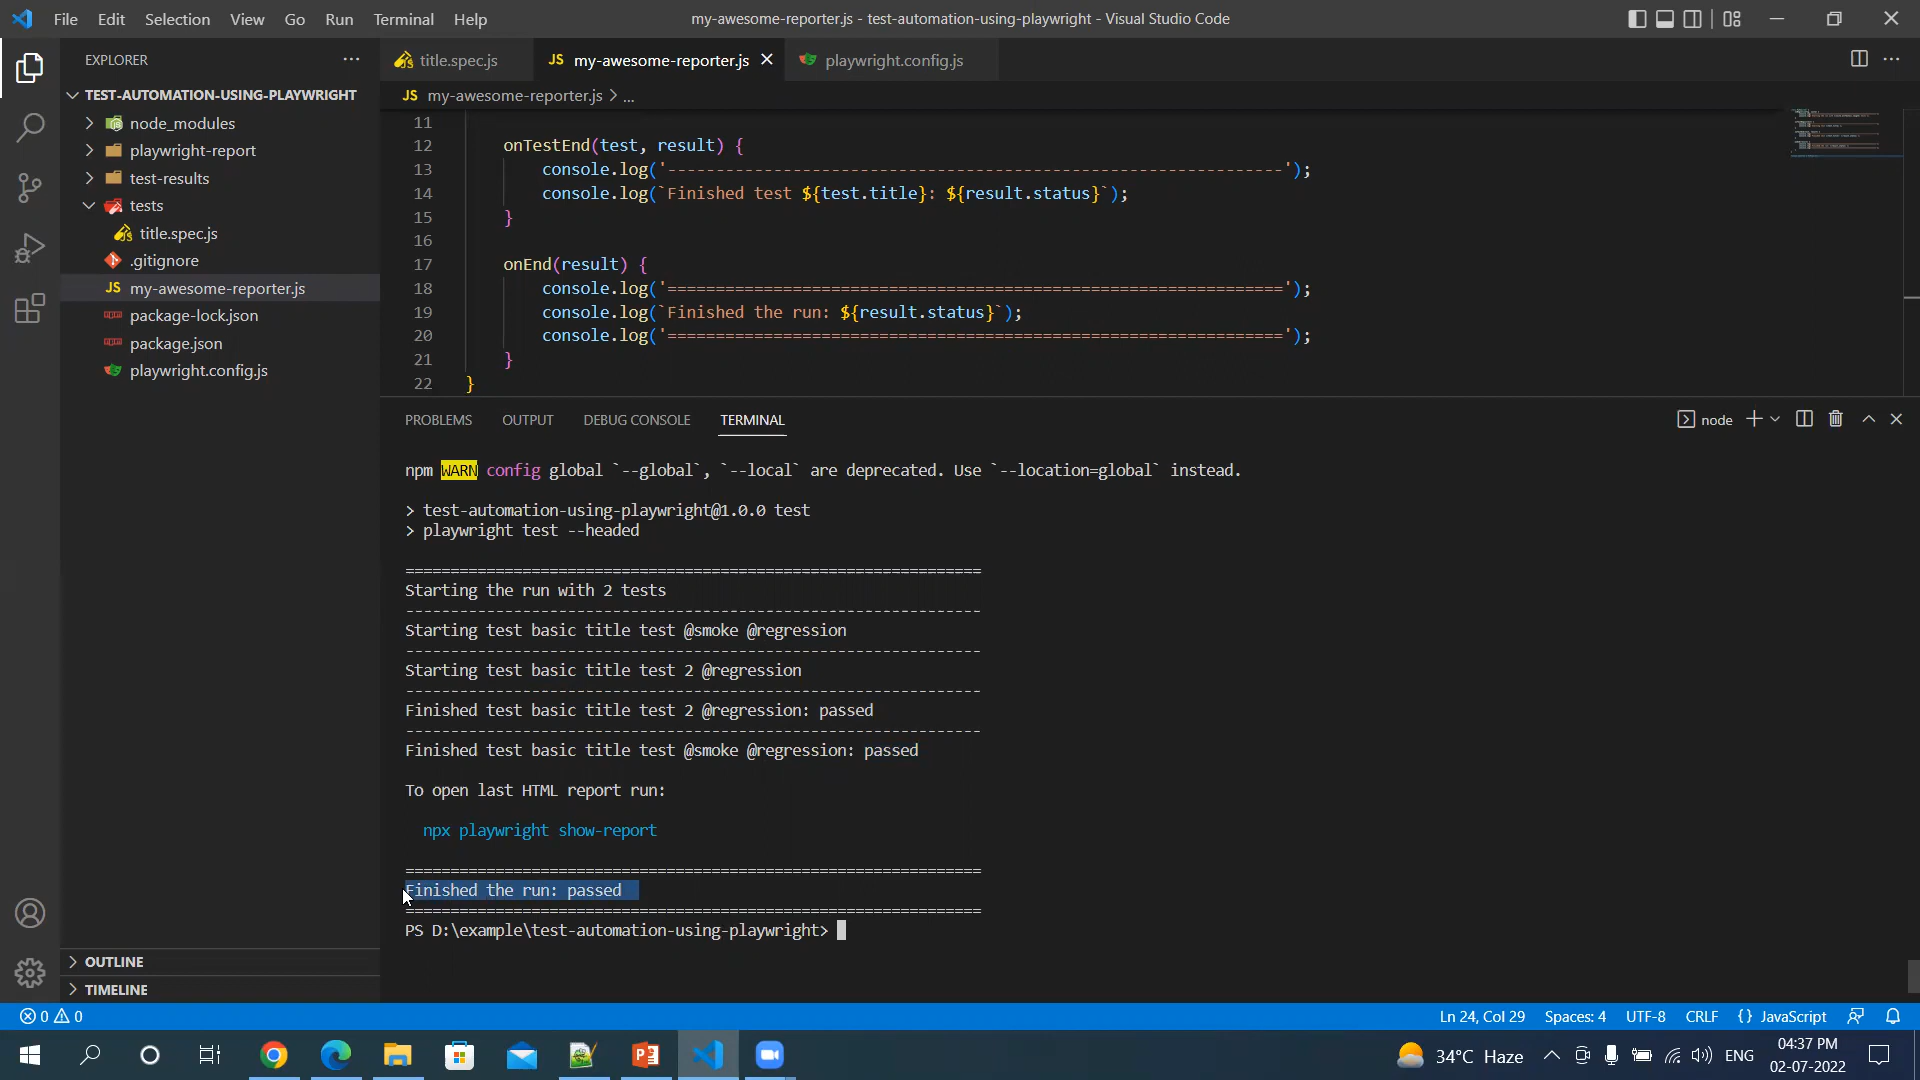 File Edit Selection View Go Run Terminal Help
my-awesome-reporter.js - test-automation-using-playwright - Visual Studio Code
EXPLORER
TEST-AUTOMATION-USING-PLAYWRIGHT
node_modules
playwright-report
test-results
tests
title.spec.js
.gitignore
JS my-awesome-reporter.js
package-lock.json
package.json
playwright.config.js
OUTLINE
TIMELINE
title.spec.js
JS my-awesome-reporter.js
playwright.config.js
JS my-awesome-reporter.js > ...
11
12 onTestEnd(test, result) {
13 console.log('----------------------------------------------------------------');
14 console.log(`Finished test ${test.title}: ${result.status}`);
15 }
16
17 onEnd(result) {
18 console.log('================================================================');
19 console.log(`Finished the run: ${result.status}`);
20 console.log('================================================================');
21 }
22 }
PROBLEMS OUTPUT DEBUG CONSOLE TERMINAL
node
npm WARN config global `--global`, `--local` are deprecated. Use `--location=global` instead.
> test-automation-using-playwright@1.0.0 test
> playwright test --headed
================================================================
Starting the run with 2 tests
----------------------------------------------------------------
Starting test basic title test @smoke @regression
----------------------------------------------------------------
Starting test basic title test 2 @regression
----------------------------------------------------------------
Finished test basic title test 2 @regression: passed
----------------------------------------------------------------
Finished test basic title test @smoke @regression: passed
To open last HTML report run:
npx playwright show-report
================================================================
Finished the run: passed
================================================================
PS D:\example\test-automation-using-playwright>
0 0
Ln 24, Col 29 Spaces: 4 UTF-8 CRLF {} JavaScript
34°C Haze
ENG
04:37 PM
02-07-2022